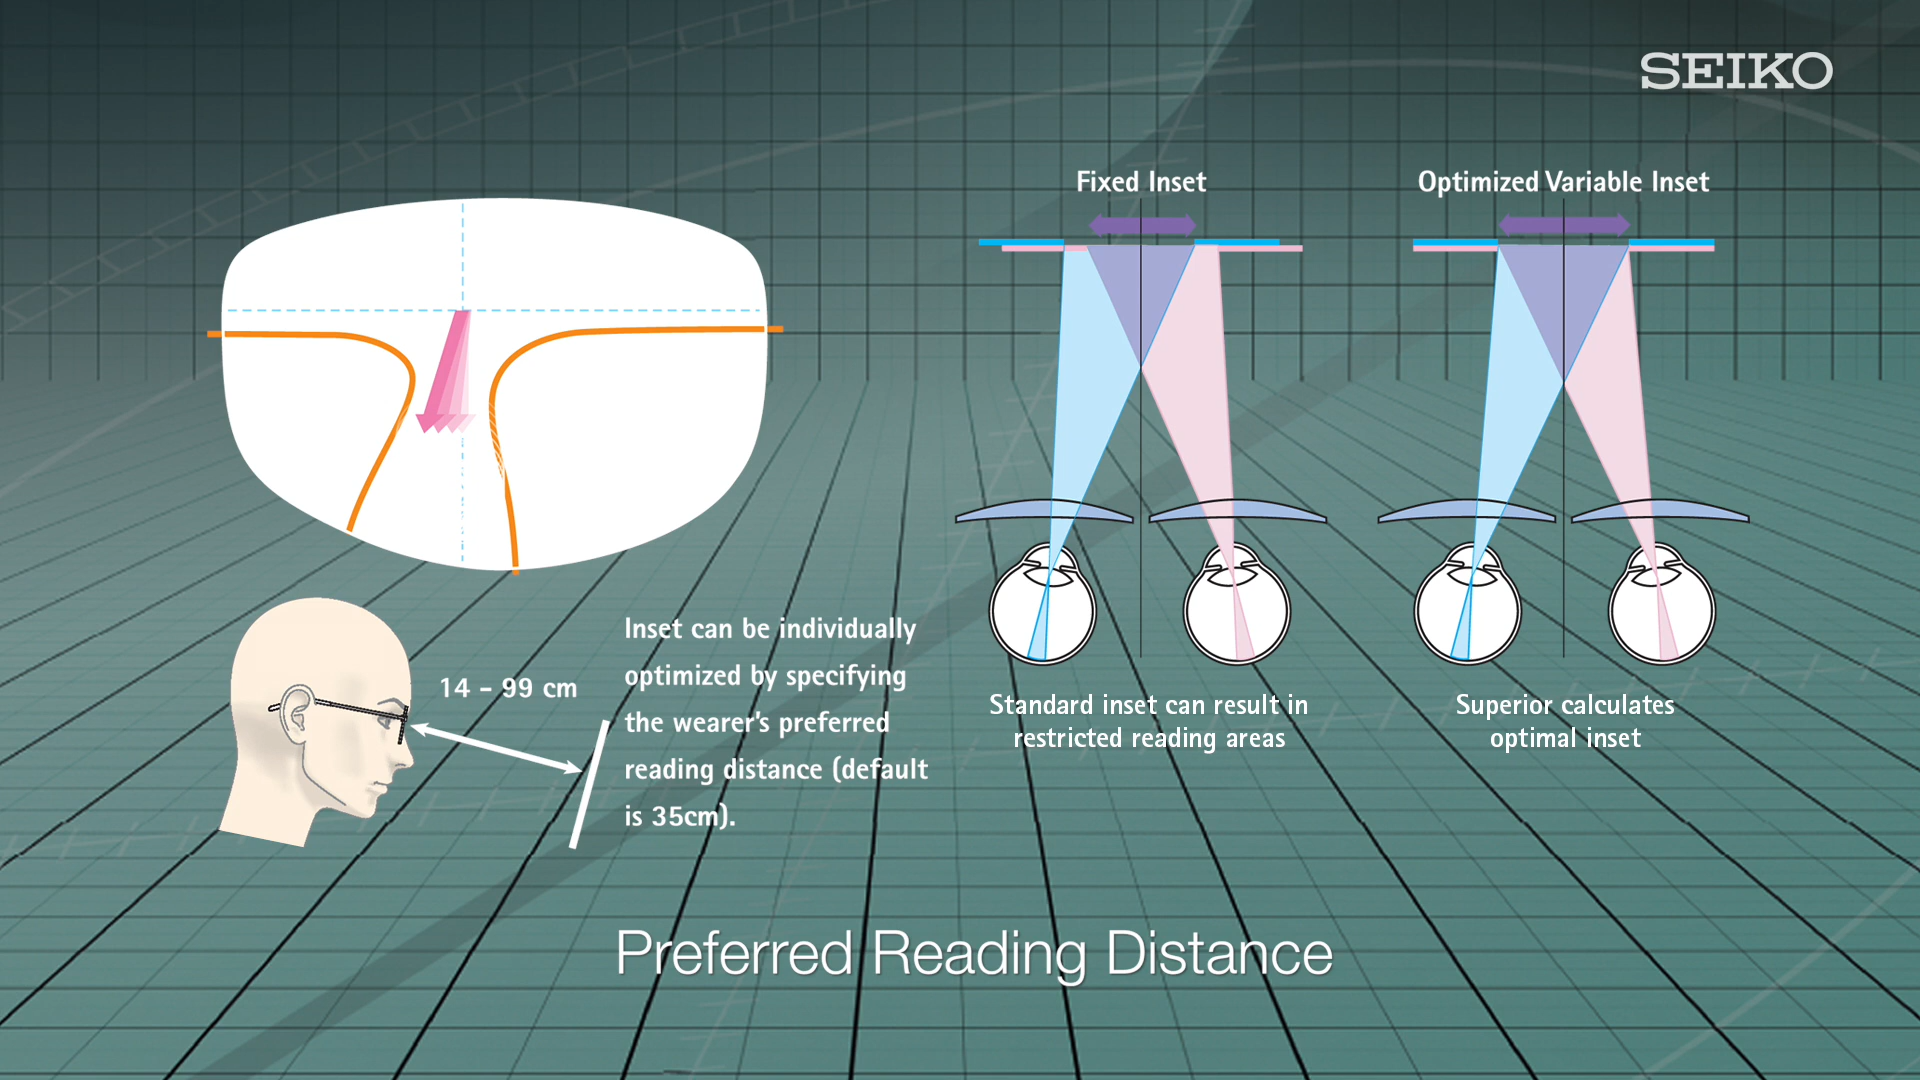 SEIKO
Fixed Inset
Optimized Variable Inset
14 - 99 cm
Inset can be individually
optimized by specifying
the wearer's preferred
reading distance (default
is 35cm).
Standard inset can result in
restricted reading areas
Superior calculates
optimal inset
Preferred Reading Distance